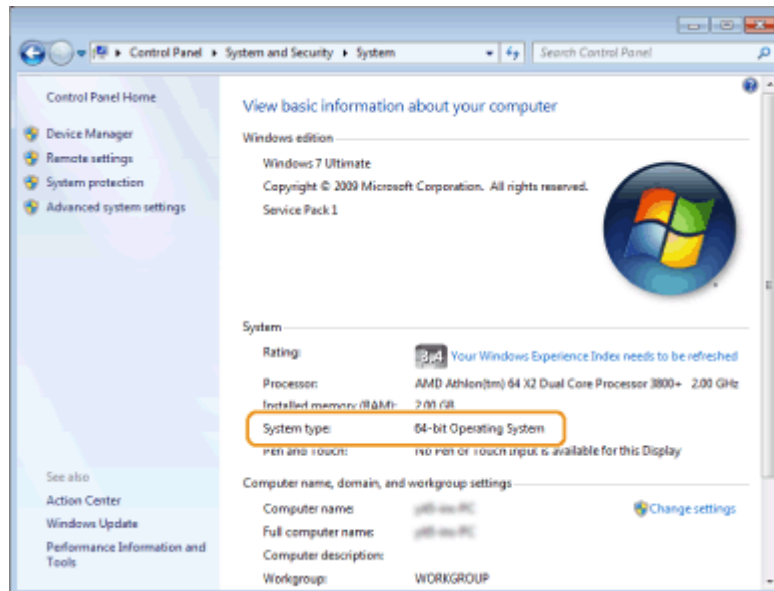 Control Panel ▸ System and Security ▸ System
Search Control Panel
Control Panel Home
Device Manager
Remote settings
System protection
Advanced system settings
See also
Action Center
Windows Update
Performance Information and
Tools
View basic information about your computer
Windows edition
Windows 7 Ultimate
Copyright © 2009 Microsoft Corporation. All rights reserved.
Service Pack 1
System
Rating: 3.4 Your Windows Experience Index needs to be refreshed
Processor: AMD Athlon(tm) 64 X2 Dual Core Processor 3800+ 2.00 GHz
Installed memory (RAM): 2.00 GB
System type: 64-bit Operating System
Pen and Touch: No Pen or Touch Input is available for this Display
Computer name, domain, and workgroup settings
Computer name: Change settings
Full computer name:
Computer description:
Workgroup: WORKGROUP